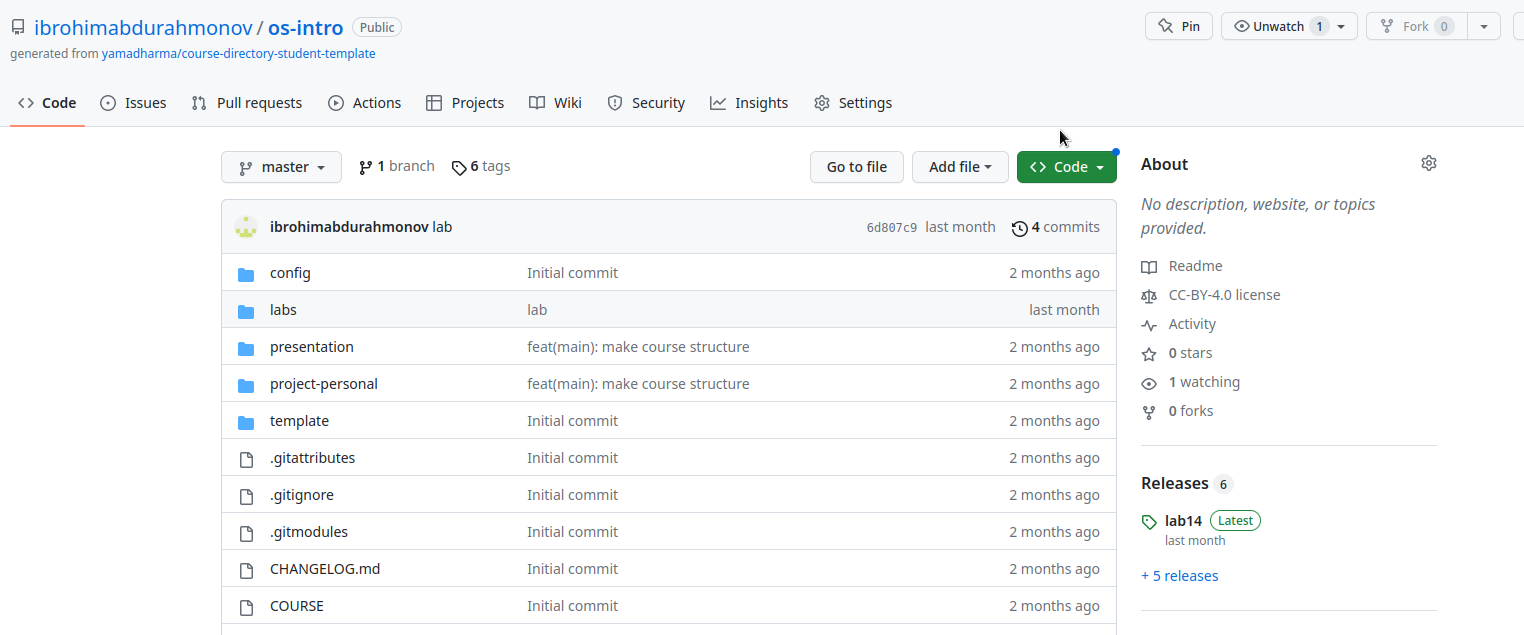 ibrohimabdurahmonov / os-intro Public
Pin Unwatch 1 Fork 0
generated from yamadharma/course-directory-student-template
Code Issues Pull requests Actions Projects Wiki Security Insights Settings
master 1 branch 6 tags Go to file Add file Code
ibrohimabdurahmonov lab 6d807c9 last month 4 commits
config Initial commit 2 months ago
labs lab last month
presentation feat(main): make course structure 2 months ago
project-personal feat(main): make course structure 2 months ago
template Initial commit 2 months ago
.gitattributes Initial commit 2 months ago
.gitignore Initial commit 2 months ago
.gitmodules Initial commit 2 months ago
CHANGELOG.md Initial commit 2 months ago
COURSE Initial commit 2 months ago
About
No description, website, or topics
provided.
Readme
CC-BY-4.0 license
Activity
0 stars
1 watching
0 forks
Releases 6
lab14 Latest
last month
+ 5 releases